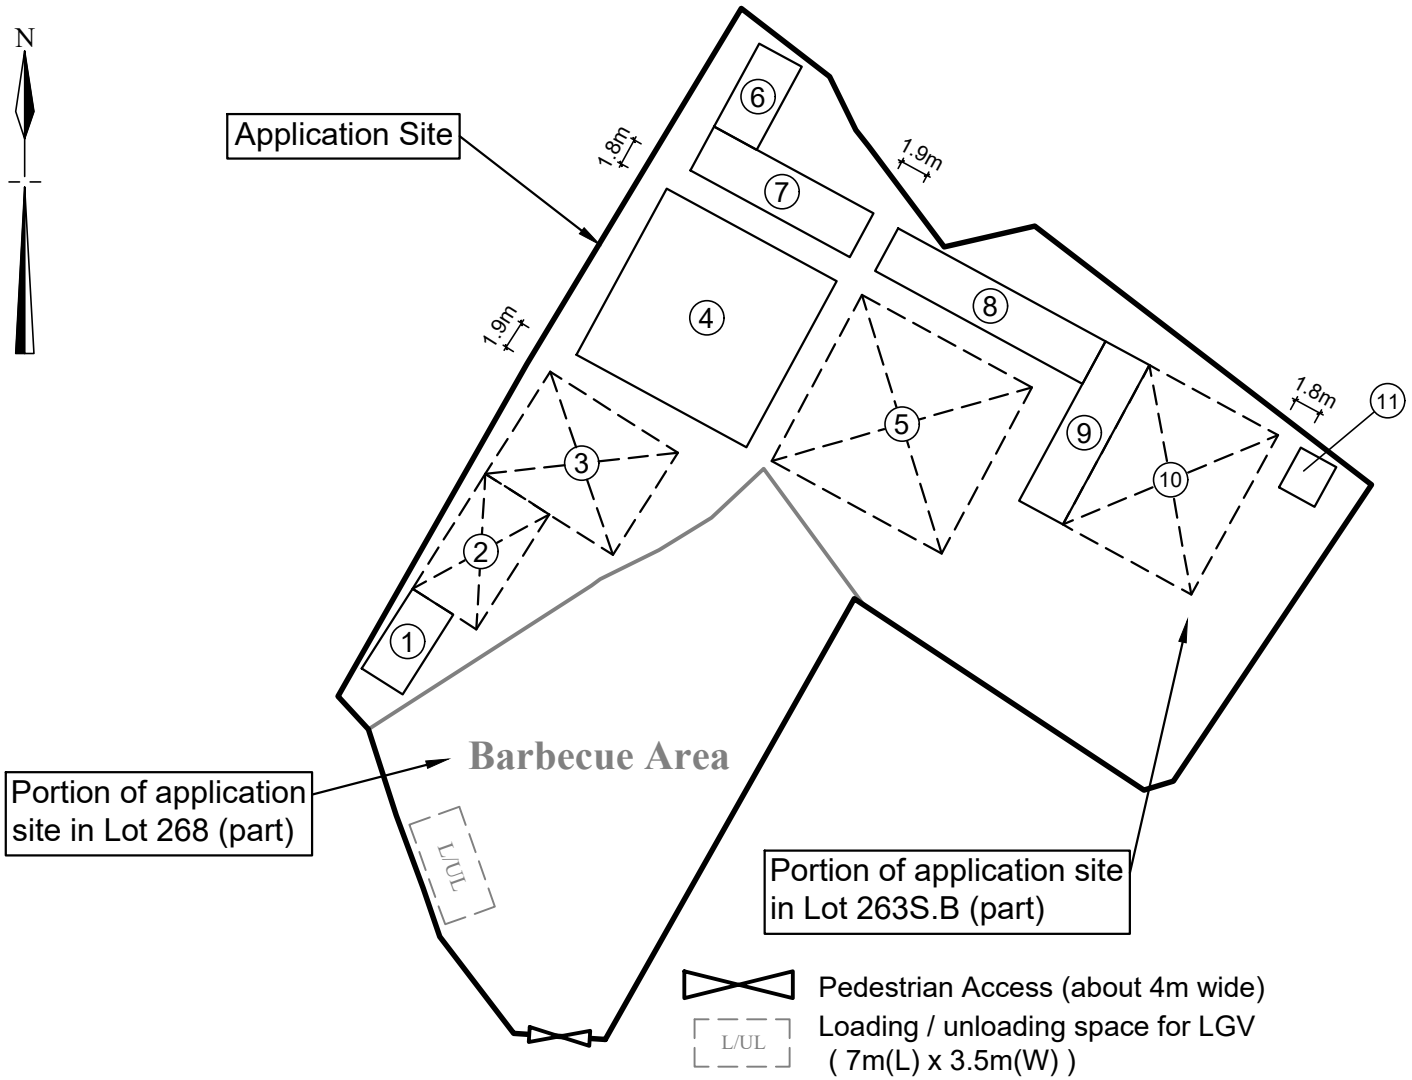 N
6
Application Site
1.8m
1.9m
7
8
4
1.9m
1.8m
11
5
9
3
10
2
1
Barbecue Area
Portion of application
site in Lot 268 (part)
L/UL
Portion of application site
in Lot 263S.B (part)
Pedestrian Access (about 4m wide)
L/UL
Loading / unloading space for LGV
( 7m(L) x 3.5m(W) )